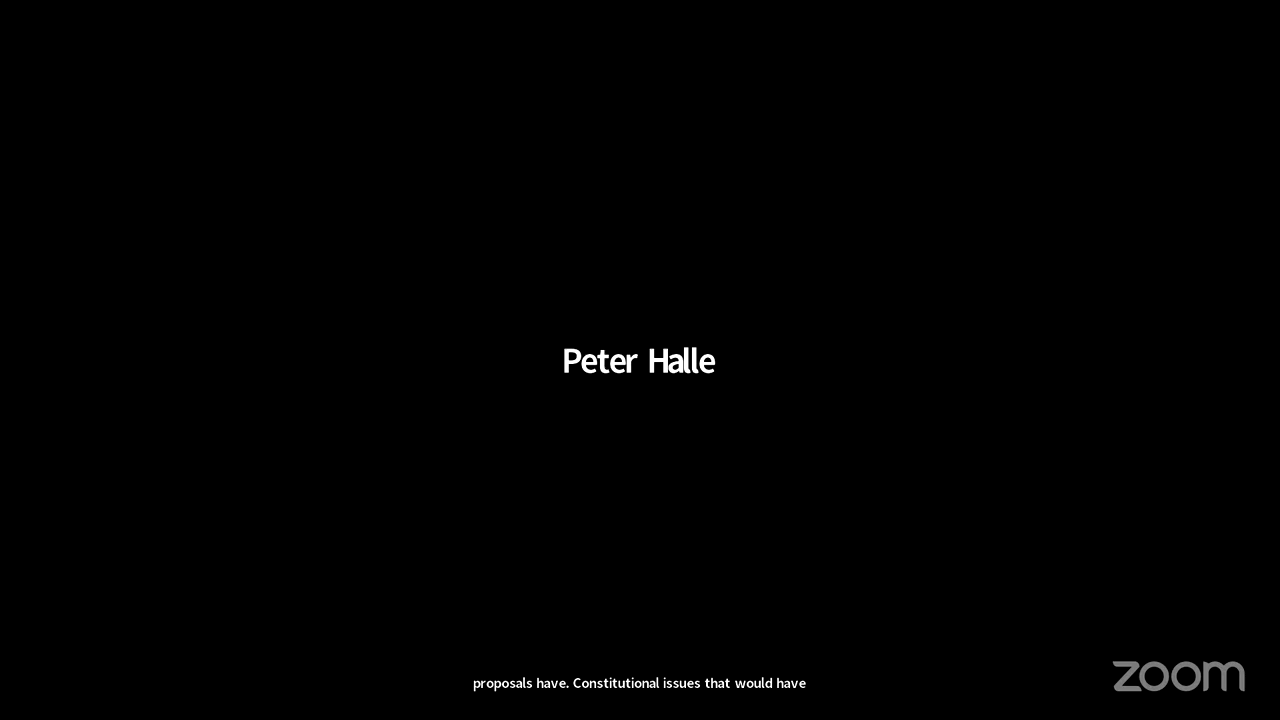 Peter Halle
proposals have. Constitutional issues that would have
zoom